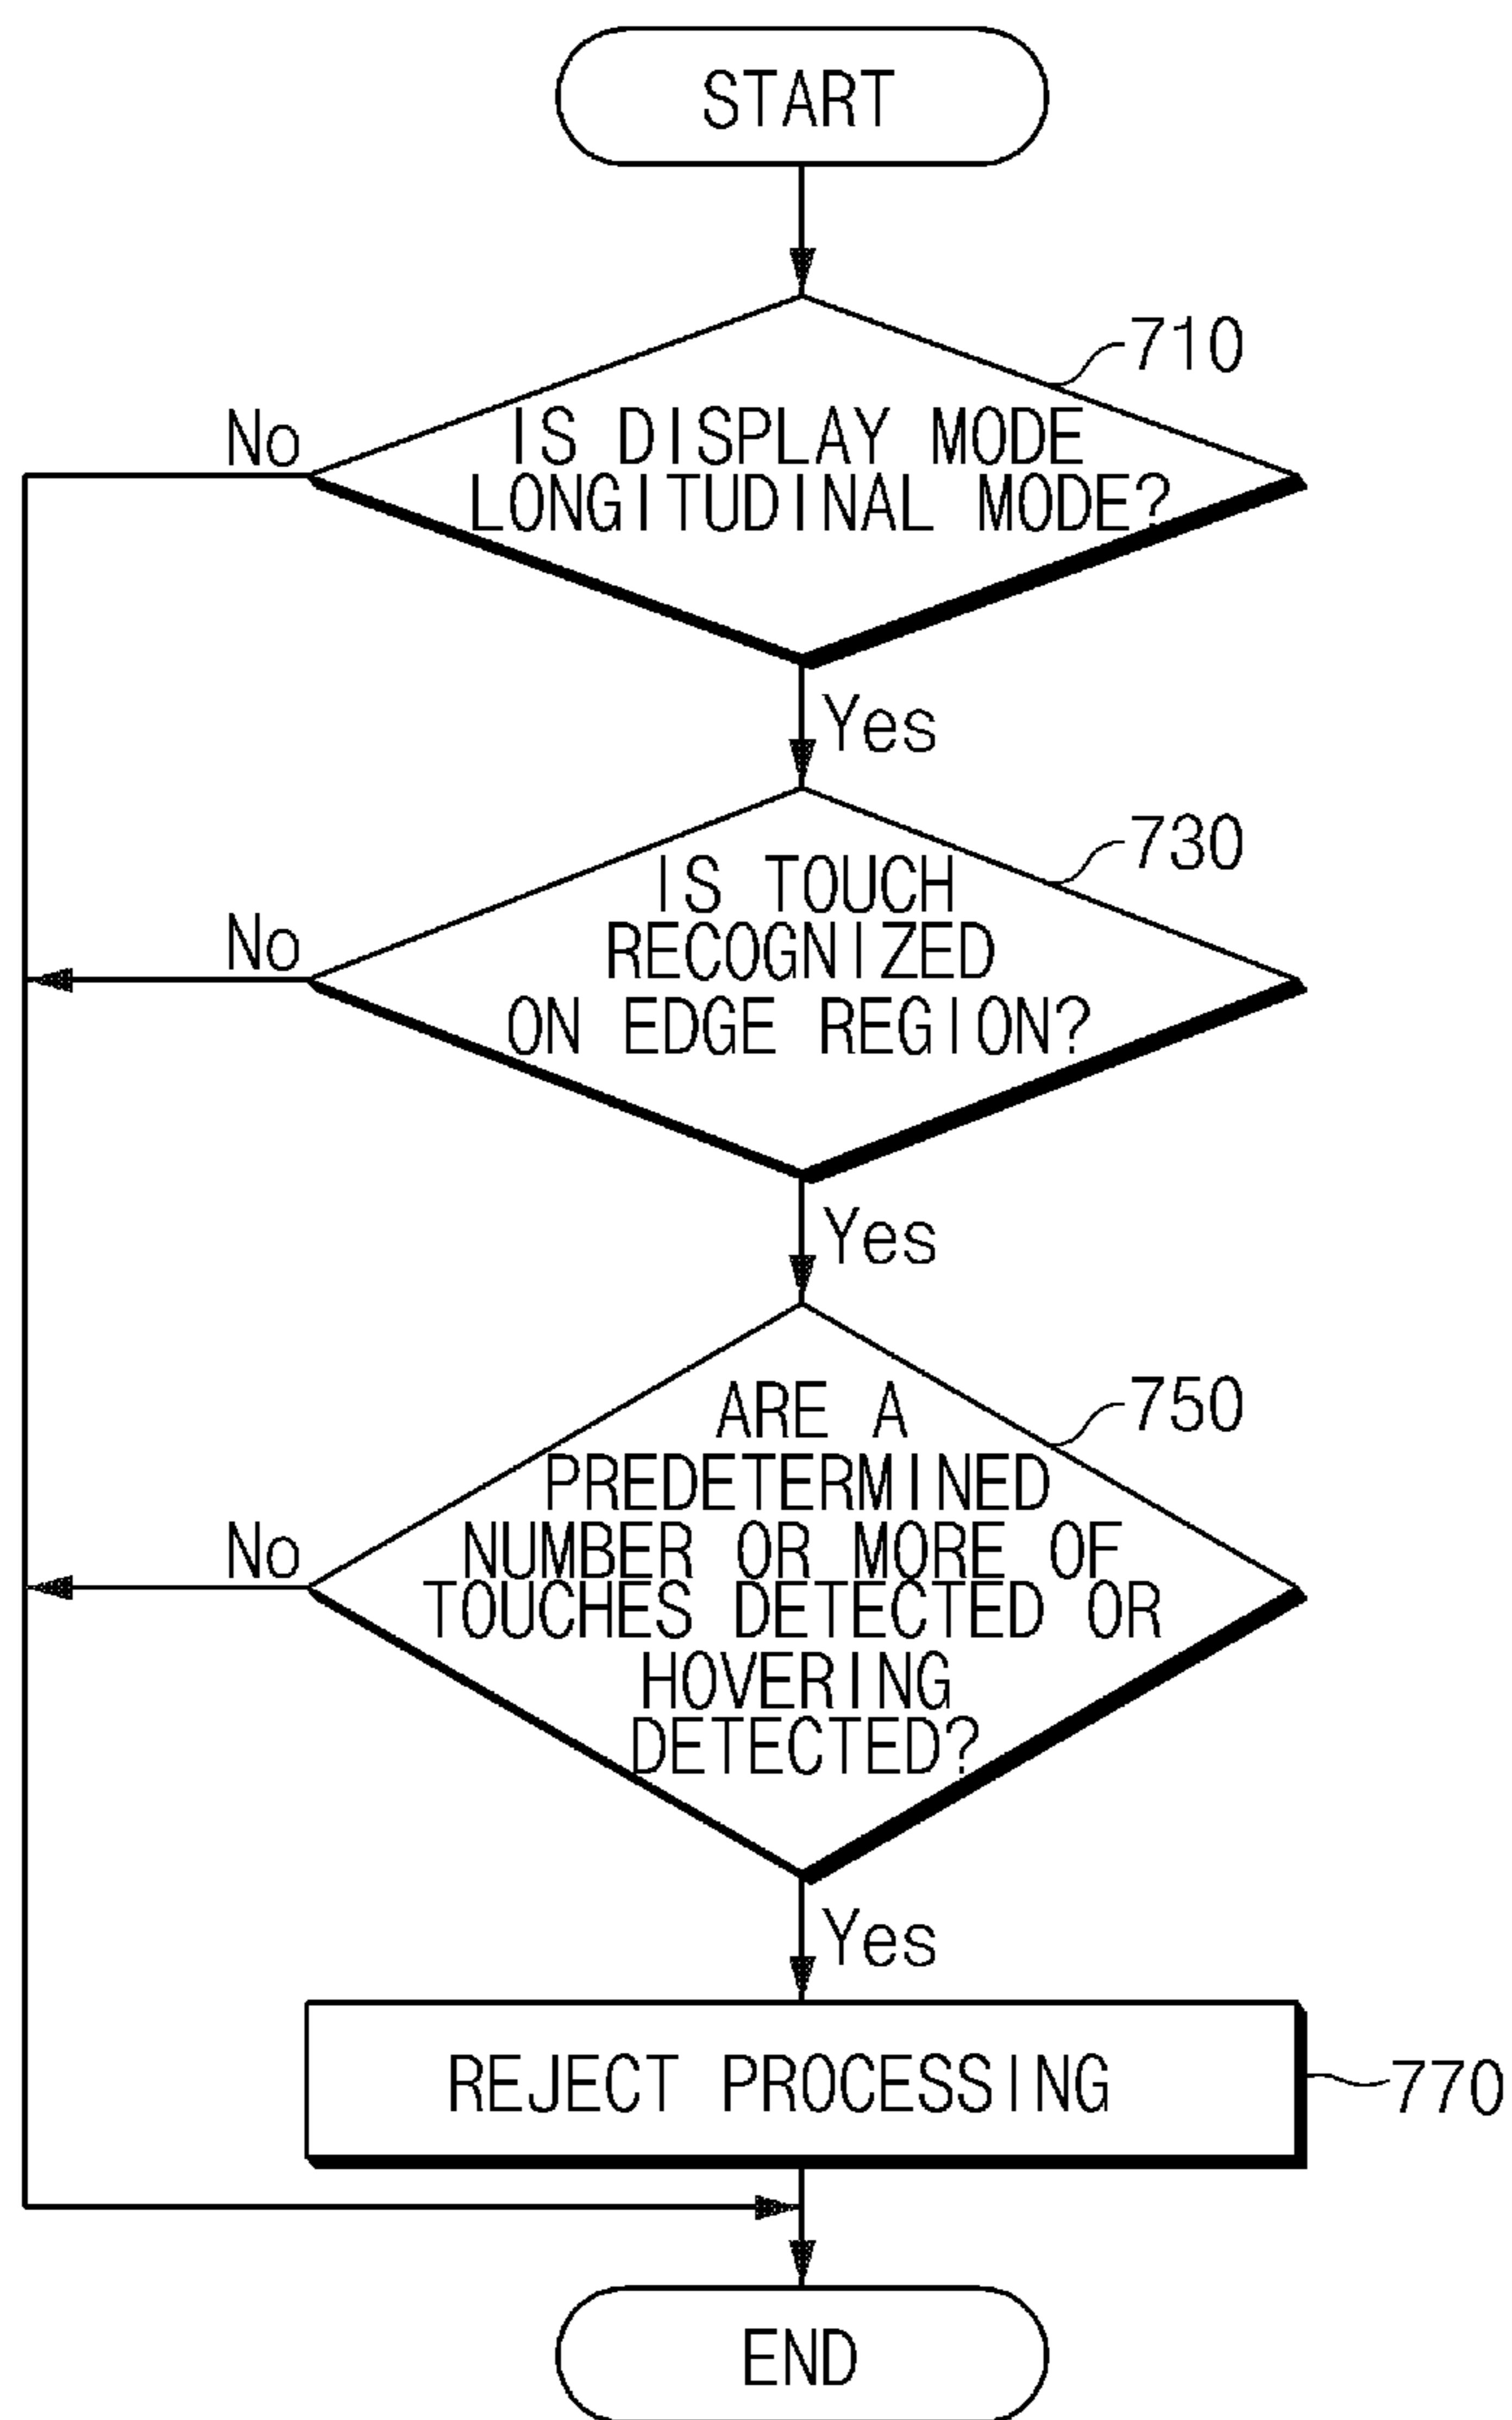 START
710
IS DISPLAY MODE
LONGITUDINAL MODE?
No
Yes
730
IS TOUCH
RECOGNIZED
ON EDGE REGION?
No
Yes
750
ARE A
PREDETERMINED
NUMBER OR MORE OF
TOUCHES DETECTED OR
HOVERING
DETECTED?
No
Yes
REJECT PROCESSING
770
END